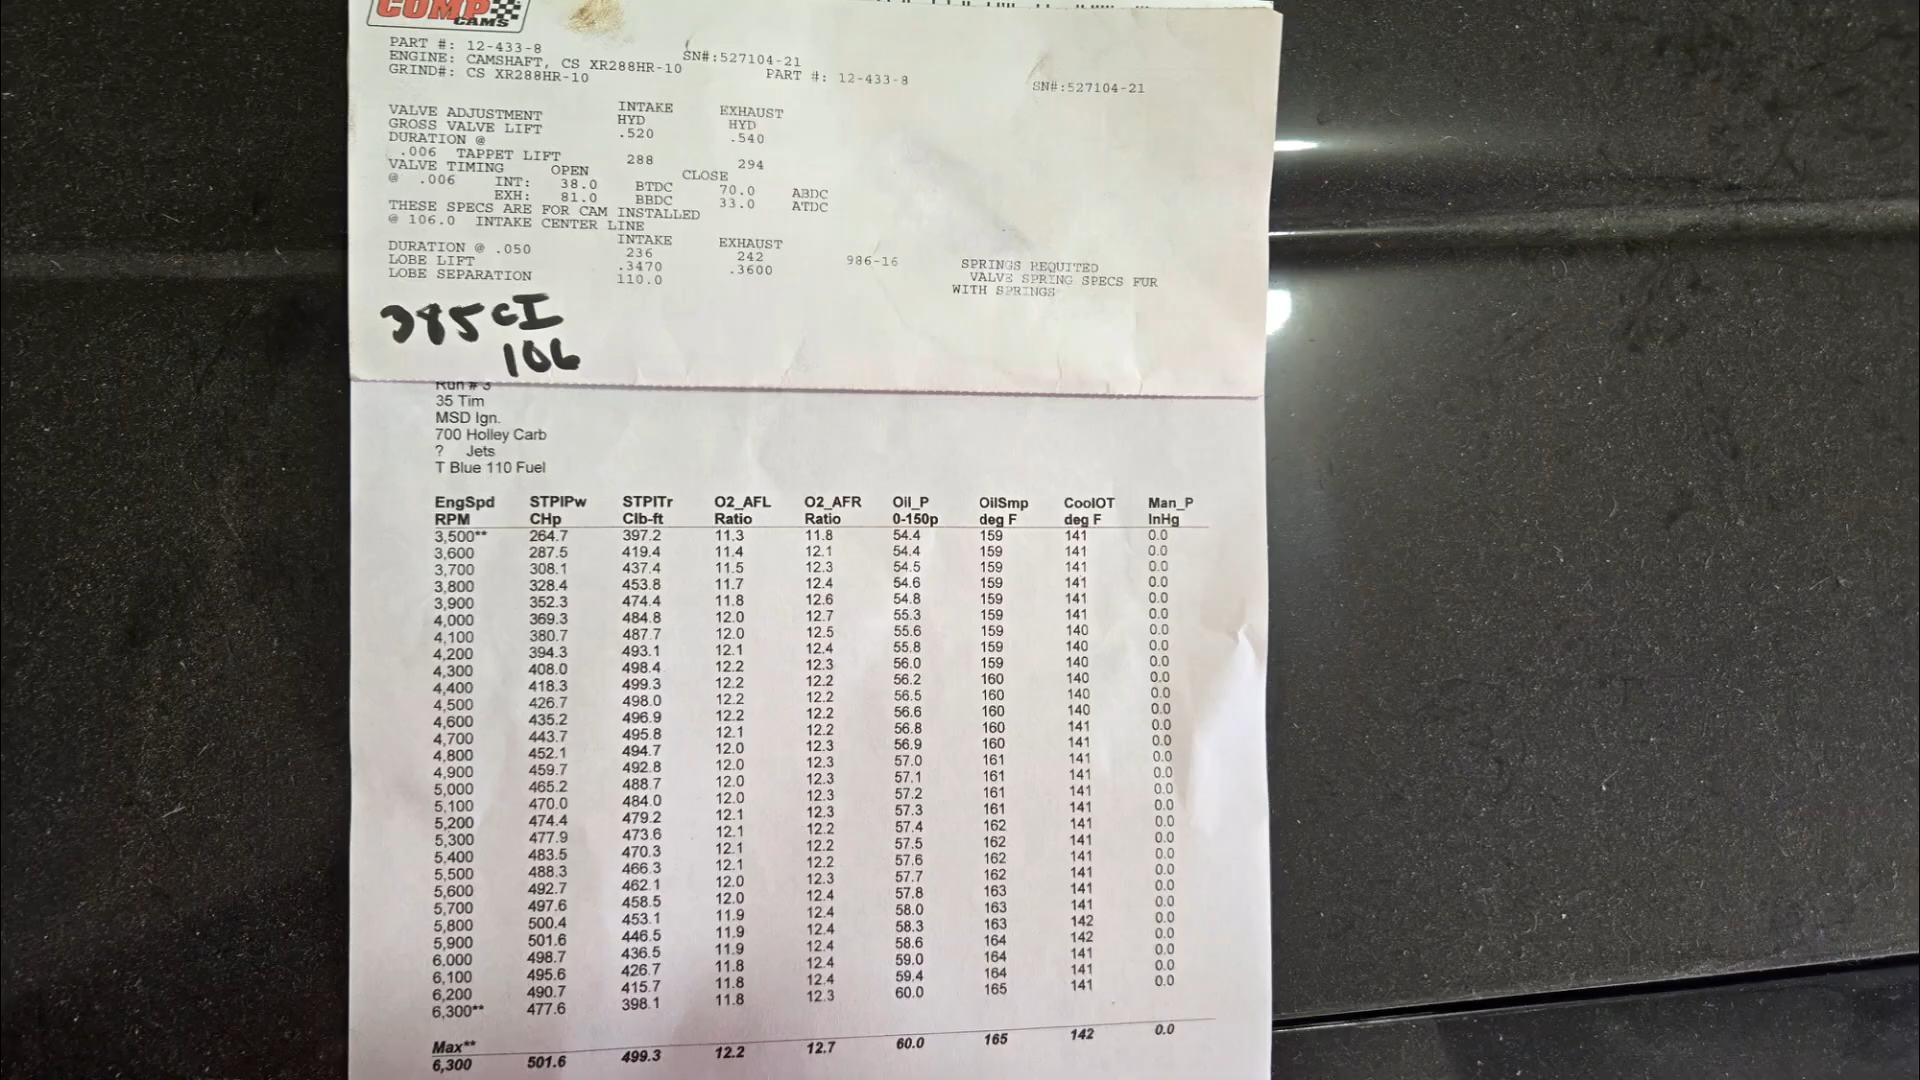 COMP
CAMS
PART #: 12-433-8
ENGINE: CAMSHAFT, CS XR288HR-10 SN#:527104-21
GRIND#: CS XR288HR-10 PART #: 12-433-8 SN#:527104-21
INTAKE EXHAUST
VALVE ADJUSTMENT HYD HYD
GROSS VALVE LIFT .520 .540
DURATION @
.006 TAPPET LIFT 288 294
VALVE TIMING OPEN CLOSE
@ .006 INT: 38.0 BTDC 70.0 ABDC
EXH: 81.0 BBDC 33.0 ATDC
THESE SPECS ARE FOR CAM INSTALLED
@ 106.0 INTAKE CENTER LINE
INTAKE EXHAUST
DURATION @ .050 236 242
LOBE LIFT .3470 .3600 986-16 SPRINGS REQUITED
LOBE SEPARATION 110.0 VALVE SPRING SPECS FUR
WITH SPRINGS
385 CI
106
Run # 3
35 Tim
MSD Ign.
700 Holley Carb
? Jets
T Blue 110 Fuel
EngSpd STPIPw STPITr O2_AFL O2_AFR Oil_P OilSmp CoolOT Man_P
RPM CHp Clb-ft Ratio Ratio 0-150p deg F deg F InHg
3,500** 264.7 397.2 11.3 11.8 54.4 159 141 0.0
3,600 287.5 419.4 11.4 12.1 54.4 159 141 0.0
3,700 308.1 437.4 11.5 12.3 54.5 159 141 0.0
3,800 328.4 453.8 11.7 12.4 54.6 159 141 0.0
3,900 352.3 474.4 11.8 12.6 54.8 159 141 0.0
4,000 369.3 484.8 12.0 12.7 55.3 159 141 0.0
4,100 380.7 487.7 12.0 12.5 55.6 159 140 0.0
4,200 394.3 493.1 12.1 12.4 55.8 159 140 0.0
4,300 408.0 498.4 12.2 12.3 56.0 159 140 0.0
4,400 418.3 499.3 12.2 12.2 56.2 160 140 0.0
4,500 426.7 498.0 12.2 12.2 56.5 160 140 0.0
4,600 435.2 496.9 12.2 12.2 56.6 160 140 0.0
4,700 443.7 495.8 12.1 12.2 56.8 160 141 0.0
4,800 452.1 494.7 12.0 12.3 56.9 160 141 0.0
4,900 459.7 492.8 12.0 12.3 57.0 161 141 0.0
5,000 465.2 488.7 12.0 12.3 57.1 161 141 0.0
5,100 470.0 484.0 12.0 12.3 57.2 161 141 0.0
5,200 474.4 479.2 12.1 12.3 57.3 161 141 0.0
5,300 477.9 473.6 12.1 12.2 57.4 162 141 0.0
5,400 483.5 470.3 12.1 12.2 57.5 162 141 0.0
5,500 488.3 466.3 12.1 12.2 57.6 162 141 0.0
5,600 492.7 462.1 12.0 12.3 57.7 162 141 0.0
5,700 497.6 458.5 12.0 12.4 57.8 163 141 0.0
5,800 500.4 453.1 11.9 12.4 58.0 163 141 0.0
5,900 501.6 446.5 11.9 12.4 58.3 163 142 0.0
6,000 498.7 436.5 11.9 12.4 58.6 164 142 0.0
6,100 495.6 426.7 11.8 12.4 59.0 164 141 0.0
6,200 490.7 415.7 11.8 12.4 59.4 164 141 0.0
6,300** 477.6 398.1 11.8 12.3 60.0 165 141 0.0
Max**
6,300 501.6 499.3 12.2 12.7 60.0 165 142 0.0